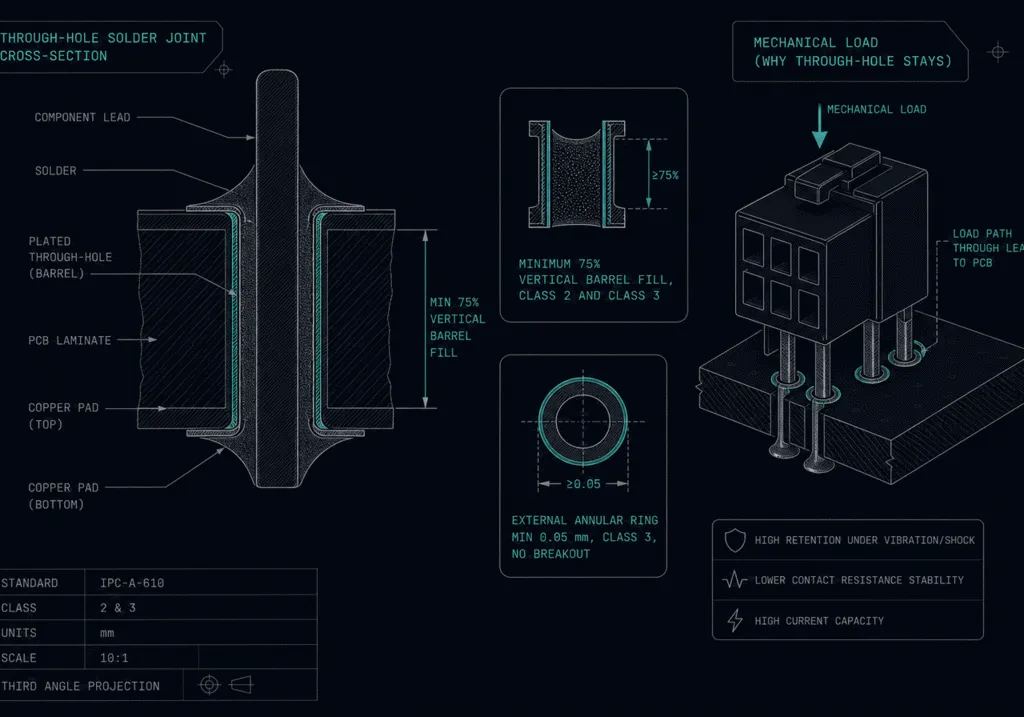 THROUGH-HOLE SOLDER JOINT
CROSS-SECTION
COMPONENT LEAD
SOLDER
PLATED
THROUGH-HOLE
(BARREL)
PCB LAMINATE
COPPER PAD
(TOP)
COPPER PAD
(BOTTOM)
MIN 75%
VERTICAL
BARREL
FILL
≥75%
MINIMUM 75%
VERTICAL BARREL FILL,
CLASS 2 AND CLASS 3
≥0.05
EXTERNAL ANNULAR RING
MIN 0.05 mm, CLASS 3,
NO BREAKOUT
MECHANICAL LOAD
(WHY THROUGH-HOLE STAYS)
MECHANICAL LOAD
LOAD PATH
THROUGH LEA
TO PCB
HIGH RETENTION UNDER VIBRATION/SHOCK
LOWER CONTACT RESISTANCE STABILITY
HIGH CURRENT CAPACITY
STANDARD IPC-A-610
CLASS 2 & 3
UNITS mm
SCALE 10:1
THIRD ANGLE PROJECTION